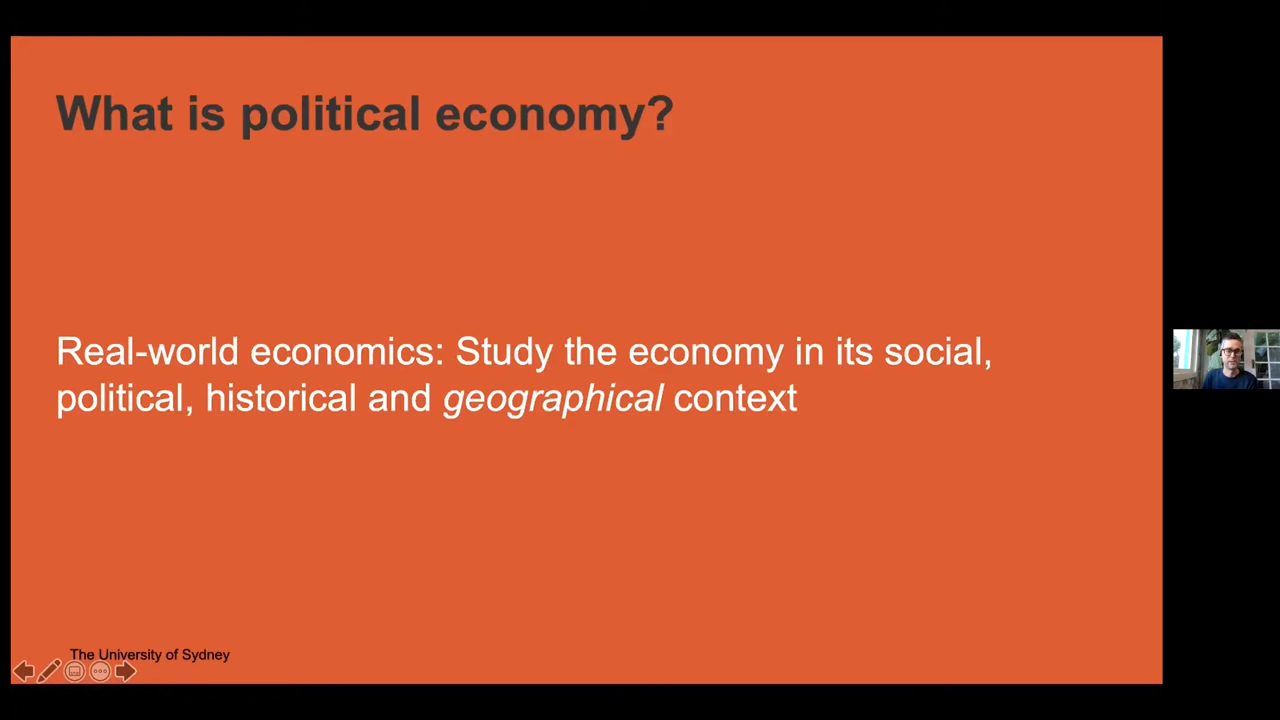 What is political economy?
Real-world economics: Study the economy in its social,
political, historical and geographical context
The University of Sydney